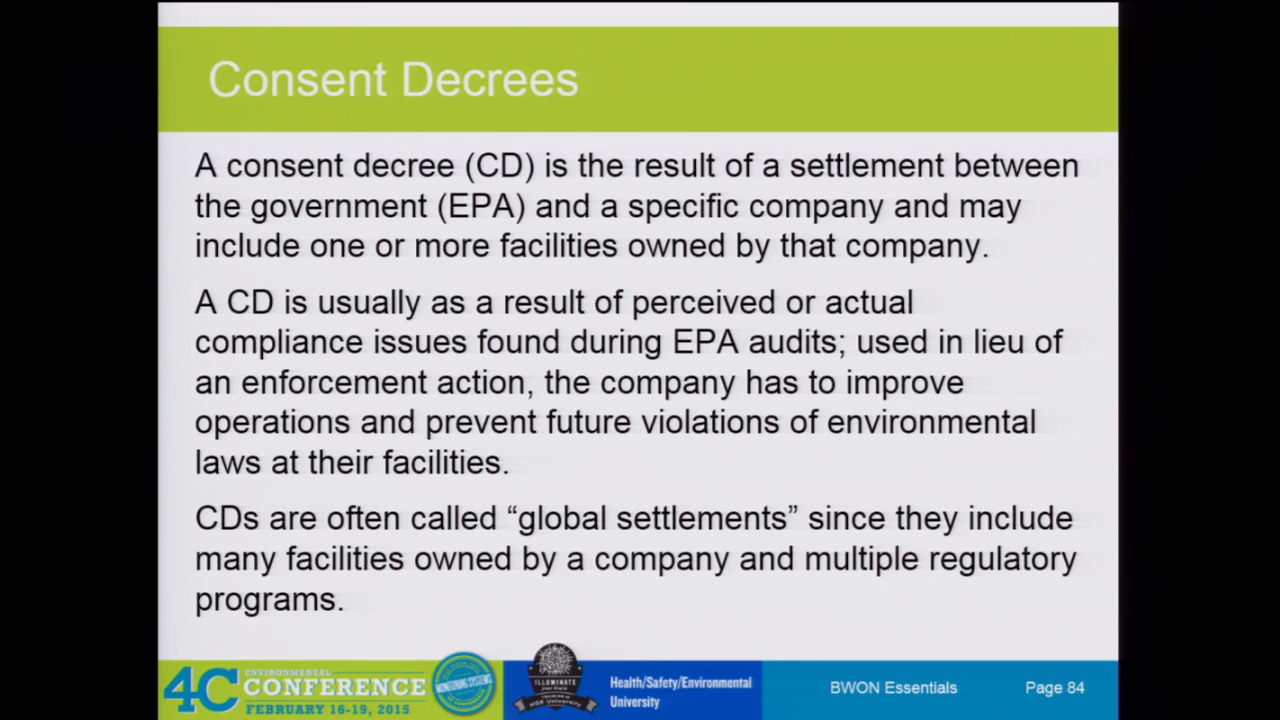 Consent Decrees
A consent decree (CD) is the result of a settlement between
the government (EPA) and a specific company and may
include one or more facilities owned by that company.
A CD is usually as a result of perceived or actual
compliance issues found during EPA audits; used in lieu of
an enforcement action, the company has to improve
operations and prevent future violations of environmental
laws at their facilities.
CDs are often called “global settlements” since they include
many facilities owned by a company and multiple regulatory
programs.
4C ENVIRONMENTAL
CONFERENCE
FEBRUARY 16-19, 2015
MONITORING SYSTEMS
ILLUMINATE
HSE University
Health/Safety/Environmental
University
BWON Essentials
Page 84